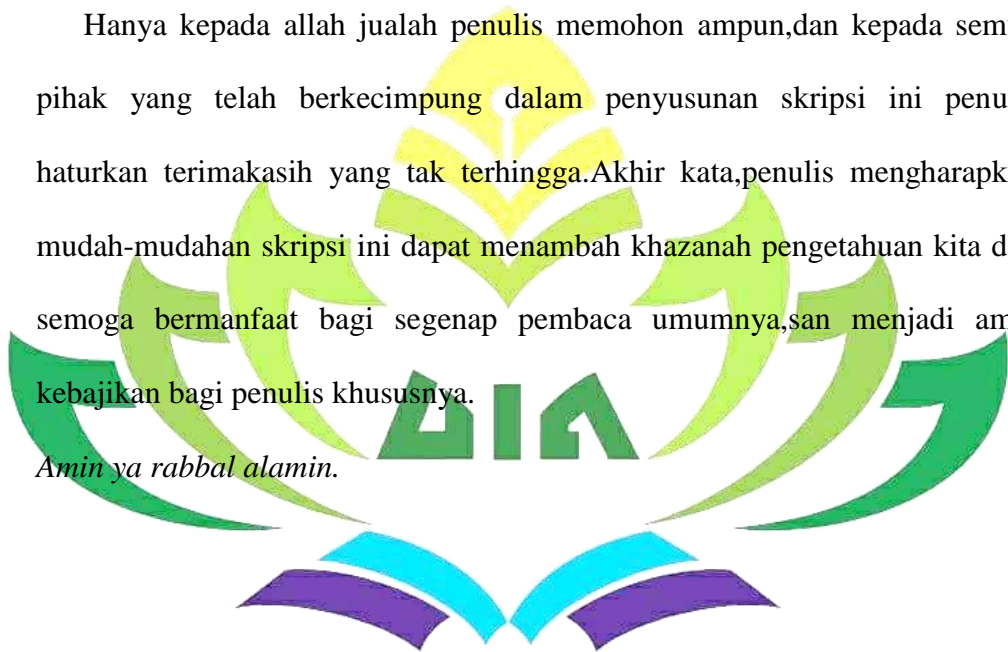 Hanya kepada allah jualah penulis memohon ampun,dan kepada sem
pihak yang telah berkecimpung dalam penyusunan skripsi ini penu
haturkan terimakasih yang tak terhingga.Akhir kata,penulis mengharapk
mudah-mudahan skripsi ini dapat menambah khazanah pengetahuan kita d
semoga bermanfaat bagi segenap pembaca umumnya,san menjadi am
kebajikan bagi penulis khususnya.
Amin ya rabbal alamin.